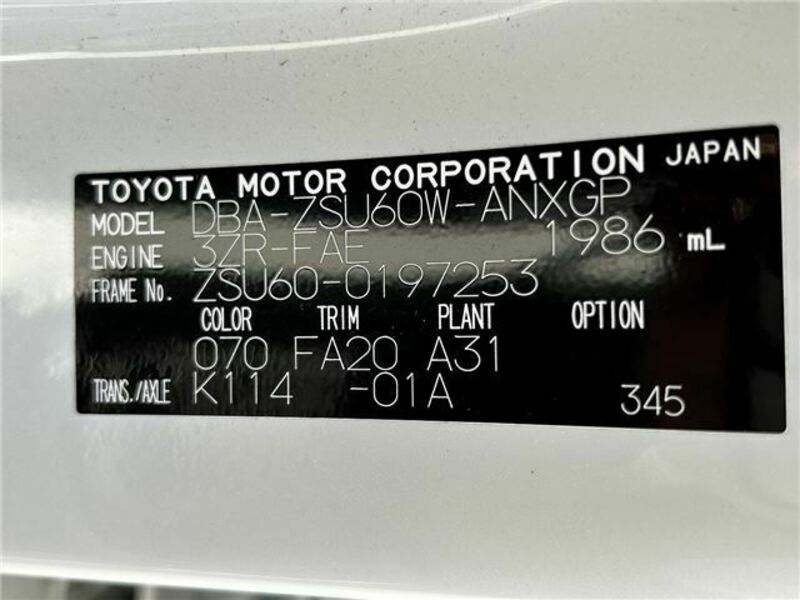 TOYOTA MOTOR CORPORATION JAPAN
MODEL DBA-ZSU60W-ANXGP
ENGINE 3ZR-FAE 1986 mL
FRAME No. ZSU60-0197253
COLOR TRIM PLANT OPTION
070 FA20 A31
TRANS./AXLE K114 -01A 345